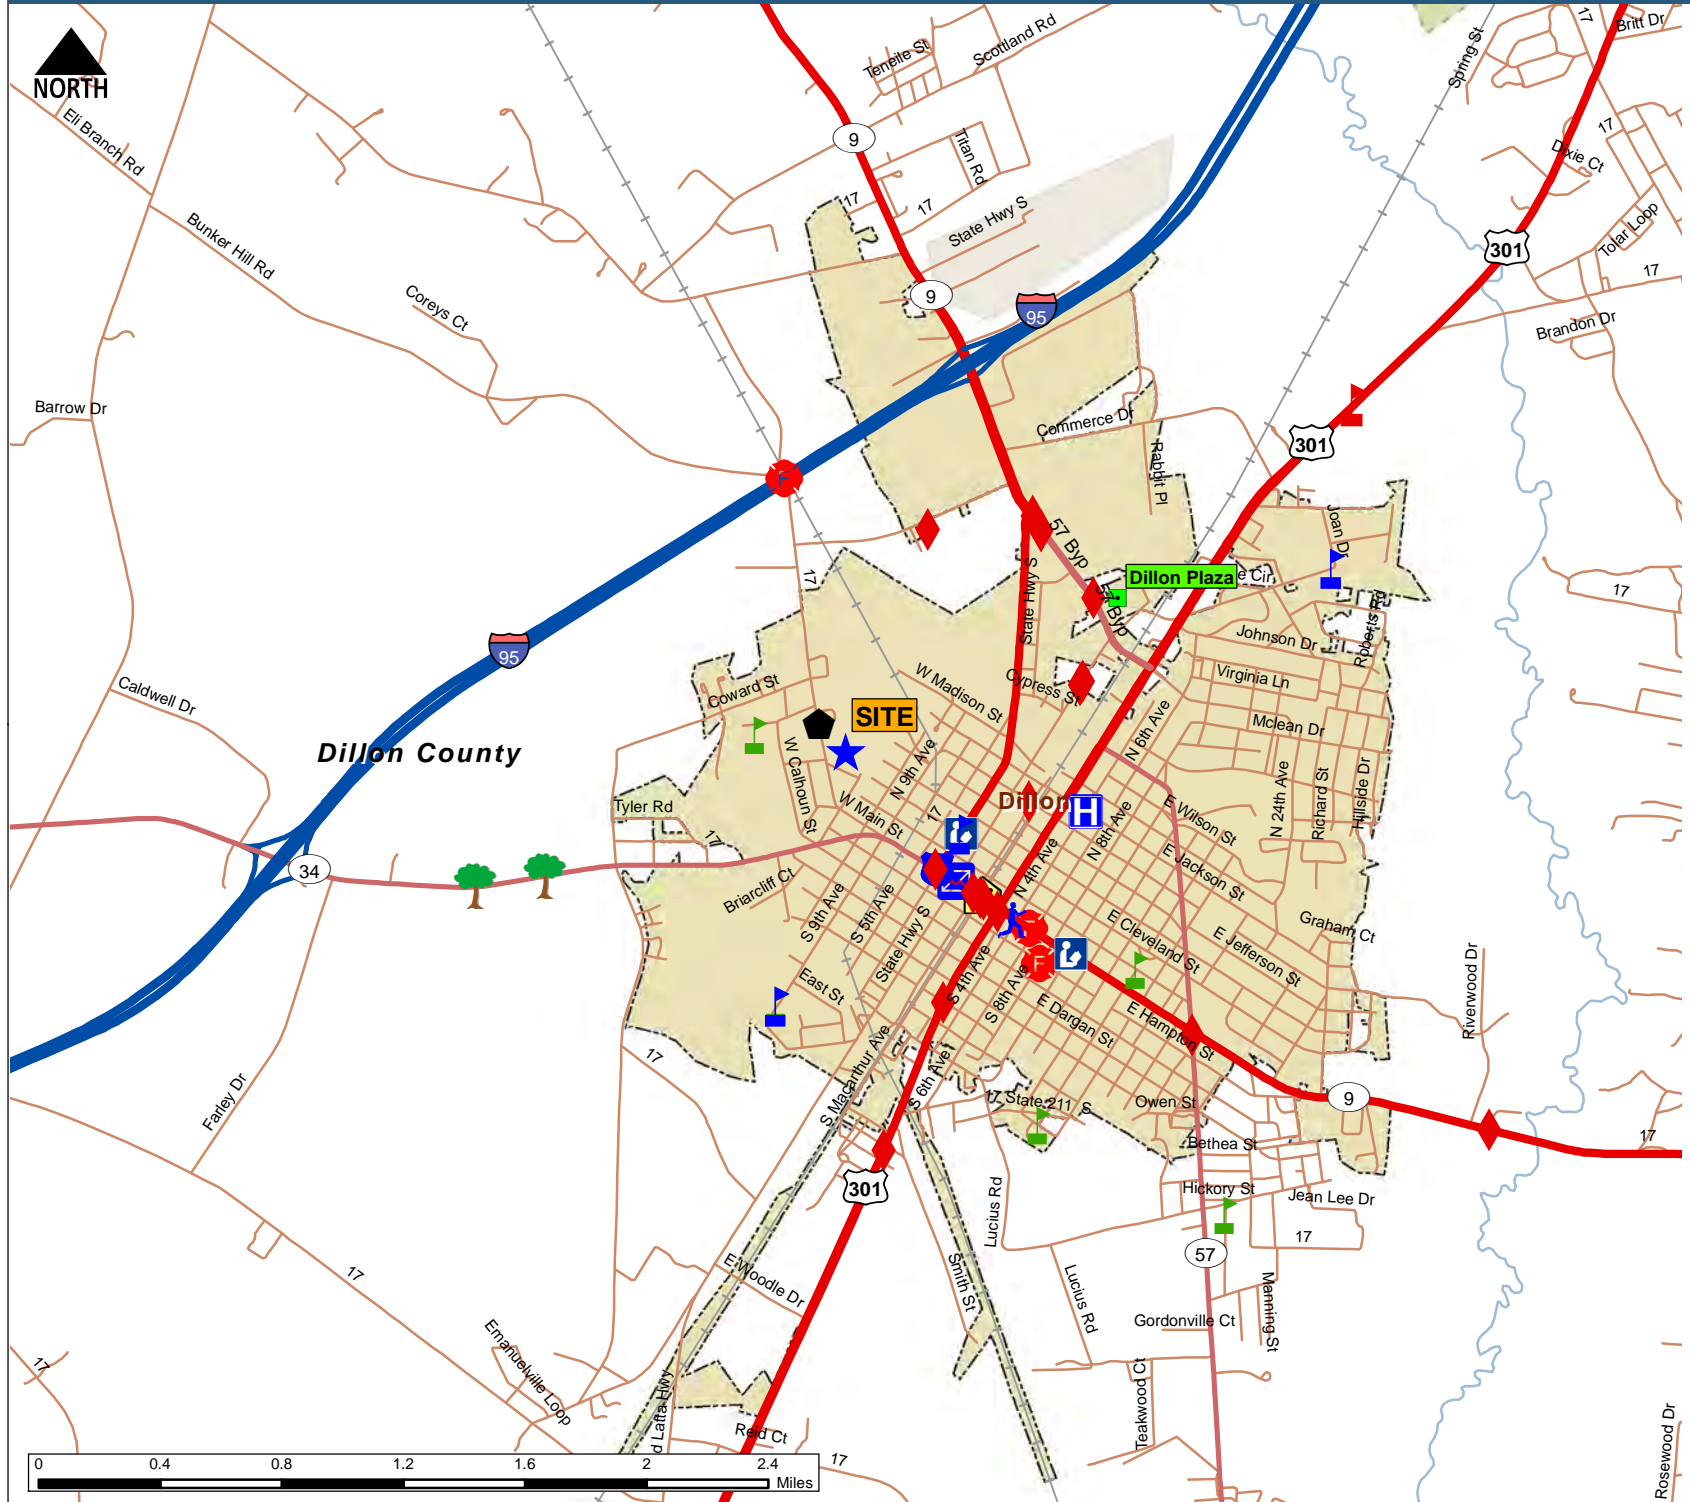 NORTH
17
Britt Dr
Scottland Rd
Tenelle St
Spring St
Eli Branch Rd
9
Titan Rd
17
Dixie Ct
17
17
State Hwy S
Bunker Hill Rd
Tolar Loop
301
17
Coreys Ct
9
95
Brandon Dr
Barrow Dr
Commerce Dr
301
Rabbit Pl
F
Joan Dr
57 Byp
17
State Hwy S
Dillon Plaza
e Cir
57 Byp
17
Roberts Rd
Johnson Dr
95
W Madison St
Cypress St
Virginia Ln
Caldwell Dr
Coward St
SITE
N 6th Ave
Mclean Dr
Dillon County
W Calhoun St
N 9th Ave
N 24th Ave
Richard St
Hillside Dr
Tyler Rd
W Main St
17
Dillon
H
N 8th Ave
E Wilson St
17
34
Briarcliff Ct
N 4th Ave
E Jackson St
S 9th Ave
S 5th Ave
State Hwy S
E Cleveland St
E Jefferson St
Graham Ct
F
East St
S 4th Ave
S 8th Ave
E Dargan St
E Hampton St
Riverwood Dr
17
S MacArthur Ave
S 6th Ave
Farley Dr
17
State 211
S
Owen St
9
17
Bethea St
301
Hickory St
Jean Lee Dr
Lucius Rd
17
57
17
E Woodle Dr
Smith St
Lucius Rd
Manning St
Gordonville Ct
Emanuelville Loop
17
Teakwood Ct
d Latta Hwy
Reid Ct
17
Rosewood Dr
0 0.4 0.8 1.2 1.6 2 2.4
Miles